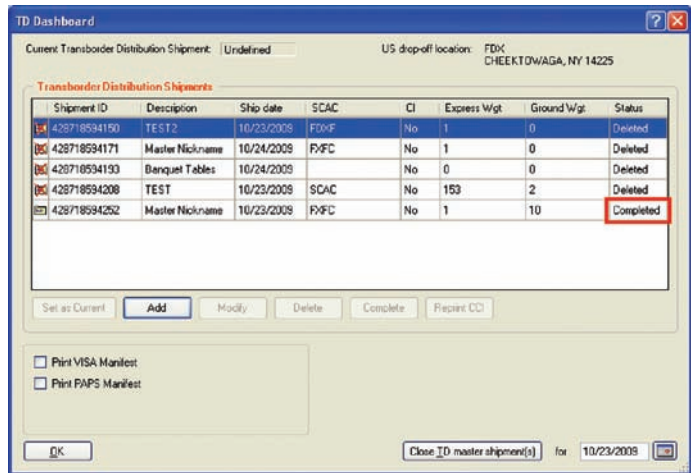 TD Dashboard
Current Transborder Distribution Shipment: Undefined US drop-off location: FDX
CHEEKTOWAGA, NY 14225
Transborder Distribution Shipments
Shipment ID Description Ship date SCAC CI Express Wgt Ground Wgt Status
428718594150 TEST2 10/23/2009 FDXF No 1 0 Deleted
428718594171 Master Nickname 10/24/2009 FXFC No 1 0 Deleted
428718594193 Banquet Tables 10/24/2009 No 0 0 Deleted
428718594208 TEST 10/23/2009 SCAC No 153 2 Deleted
428718594252 Master Nickname 10/23/2009 FXFC No 1 10 Completed
Set as Current Add Modify Delete Complete Reprint CCI
Print VISA Manifest
Print PAPS Manifest
OK Close TD master shipment(s) for 10/23/2009